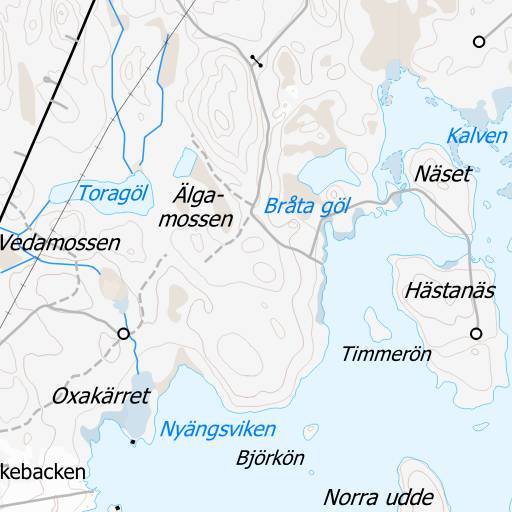 Kalven
Näset
Toragöl
Älga-
mossen
Bråta göl
Vedamossen
Hästanäs
Timmerön
Oxakärret
Nyängsviken
Björkön
kebacken
Norra udde